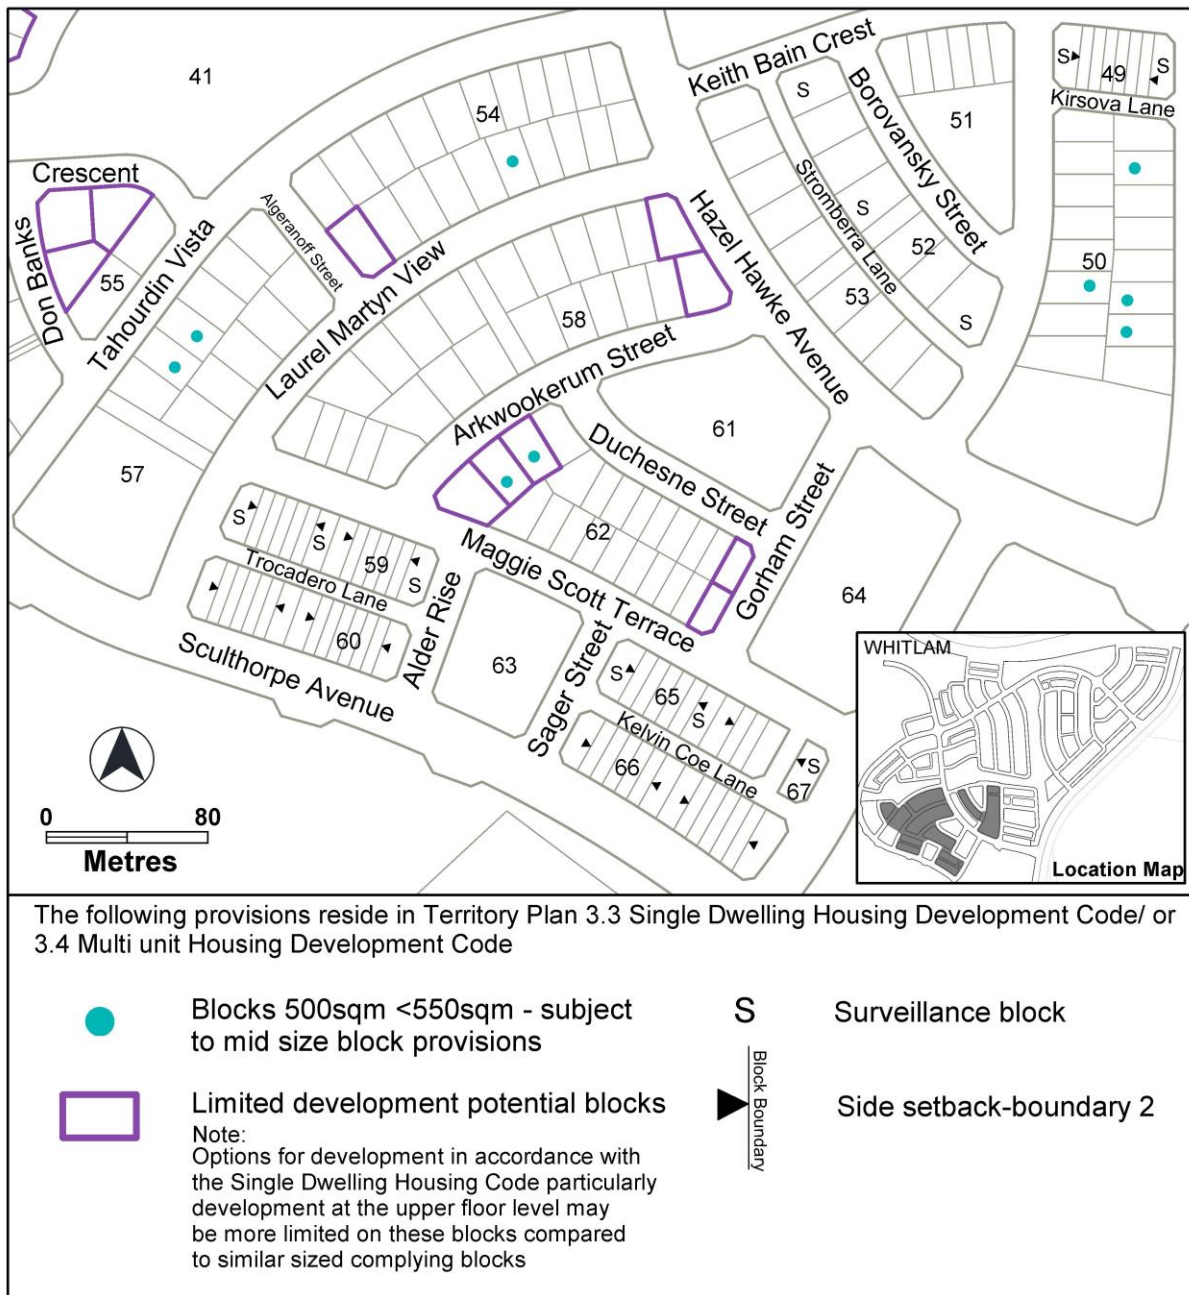 41
54
Keith Bain Crest
S
Borovansky Street
51
S
49
S
Kirsova Lane
Crescent
Don Banks
55
Tahourdin Vista
Algeranoff Street
Laurel Martyn View
58
Hazel Hawke Avenue
Stromberra Lane
S
52
53
S
50
Arkwookerum Street
61
Duchesne Street
57
S
S
59
S
Trocadero Lane
60
Sculthorpe Avenue
Alder Rise
62
Maggie Scott Terrace
Gorham Street
64
63
Sager Street
S
65
S
Kelvin Coe Lane
66
S
67
0 80
Metres
WHITLAM
Location Map
The following provisions reside in Territory Plan 3.3 Single Dwelling Housing Development Code/ or
3.4 Multi unit Housing Development Code
Blocks 500sqm <550sqm - subject
to mid size block provisions
S
Surveillance block
Limited development potential blocks
Note:
Options for development in accordance with
the Single Dwelling Housing Code particularly
development at the upper floor level may
be more limited on these blocks compared
to similar sized complying blocks
Block Boundary
Side setback-boundary 2